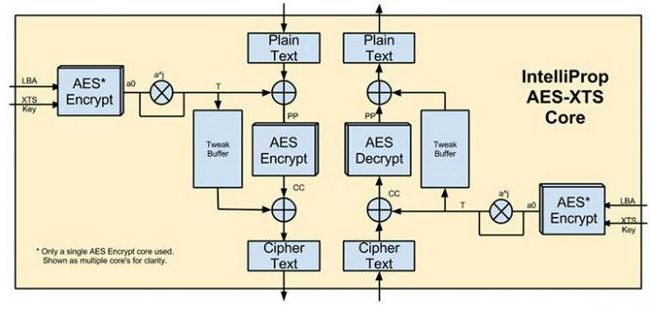 Plain
Text
Plain
Text
IntelliProp
AES-XTS
Core
LBA
XTS
Key
AES*
Encrypt
a0
a^j
T
PP
PP
Tweak
Buffer
AES
Encrypt
AES
Decrypt
Tweak
Buffer
CC
CC
T
a^j
a0
AES*
Encrypt
LBA
XTS
Key
* Only a single AES Encrypt core used.
Shown as multiple core's for clarity.
Cipher
Text
Cipher
Text